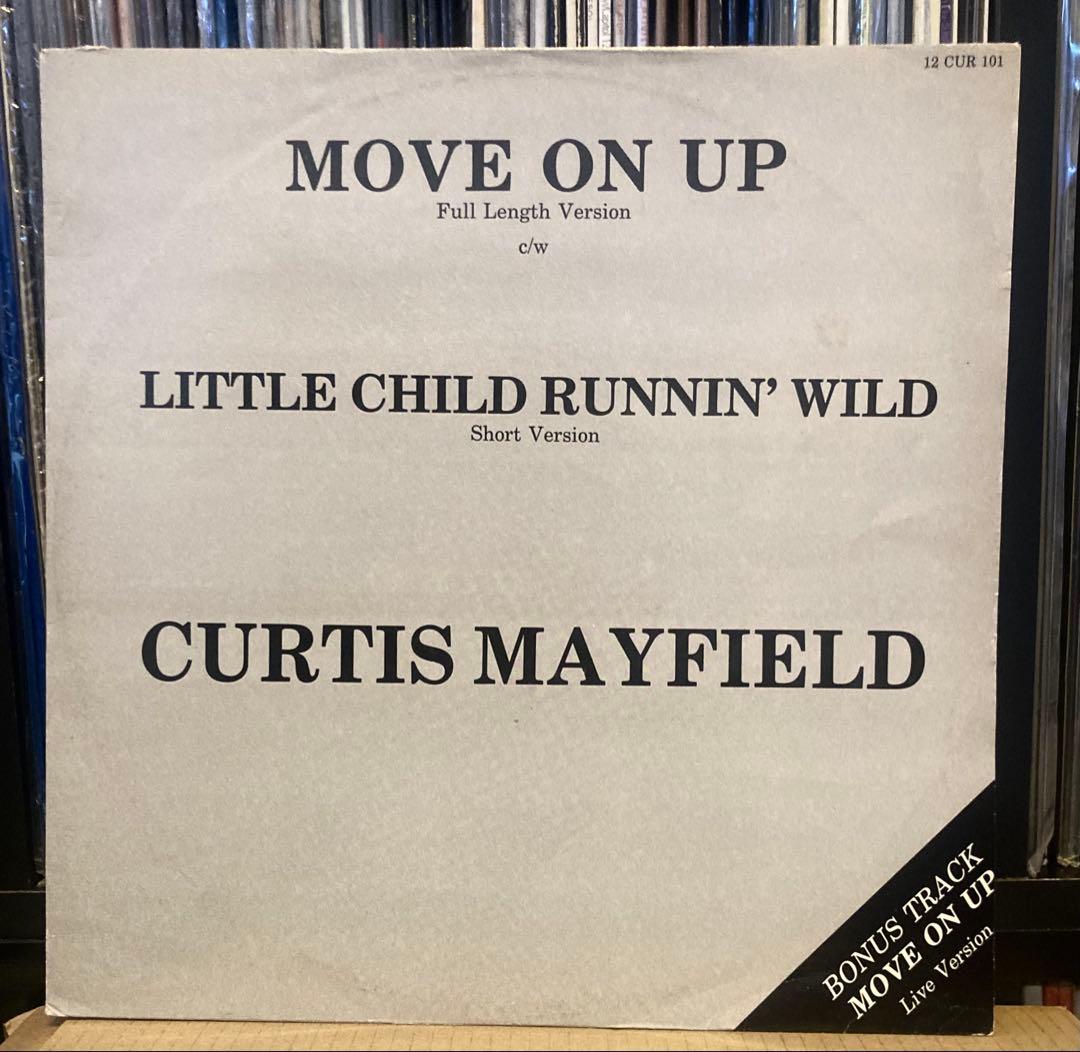 12 CUR 101
MOVE ON UP
Full Length Version
c/w
LITTLE CHILD RUNNIN' WILD
Short Version
CURTIS MAYFIELD
BONUS TRACK
MOVE ON UP
Live Version